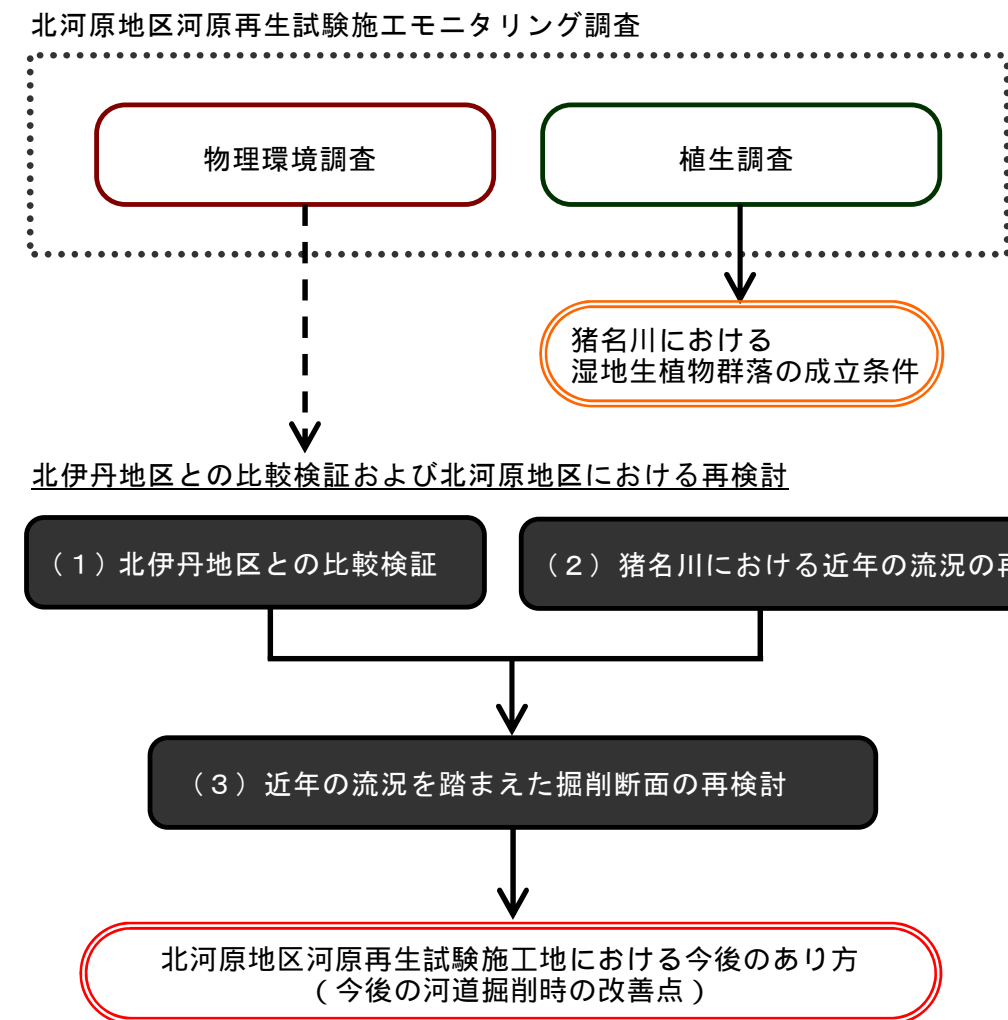 北河原地区河原再生試験施工モニタリング調査
物理環境調査
植生調査
猪名川における
湿地生植物群落の成立条件
北伊丹地区との比較検証および北河原地区における再検討
（１）北伊丹地区との比較検証
（２）猪名川における近年の流況の再
（３）近年の流況を踏まえた掘削断面の再検討
北河原地区河原再生試験施工地における今後のあり方
（今後の河道掘削時の改善点）